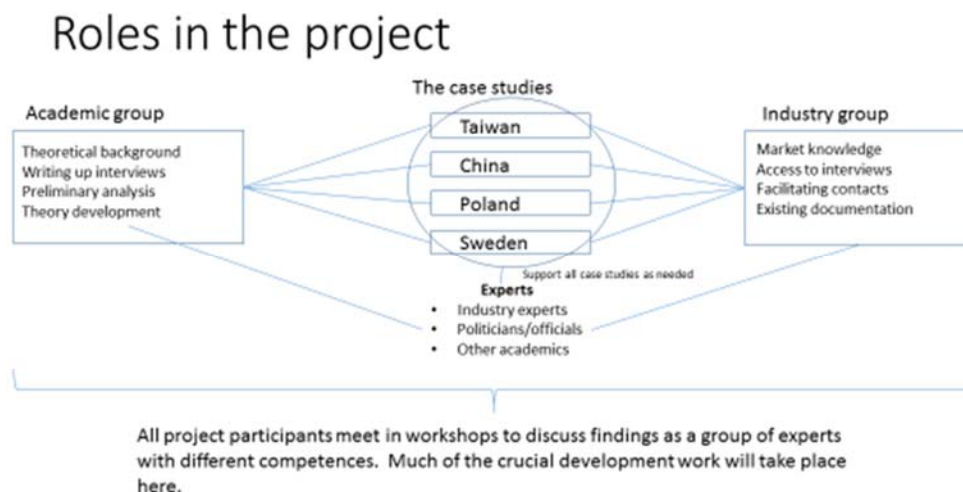 Roles in the project
The case studies
Academic group
Theoretical background
Writing up interviews
Preliminary analysis
Theory development
Taiwan
China
Poland
Sweden
Industry group
Market knowledge
Access to interviews
Facilitating contacts
Existing documentation
Support all case studies as needed
Experts
• Industry experts
• Politicians/officials
• Other academics
All project participants meet in workshops to discuss findings as a group of experts
with different competences.  Much of the crucial development work will take place
here.